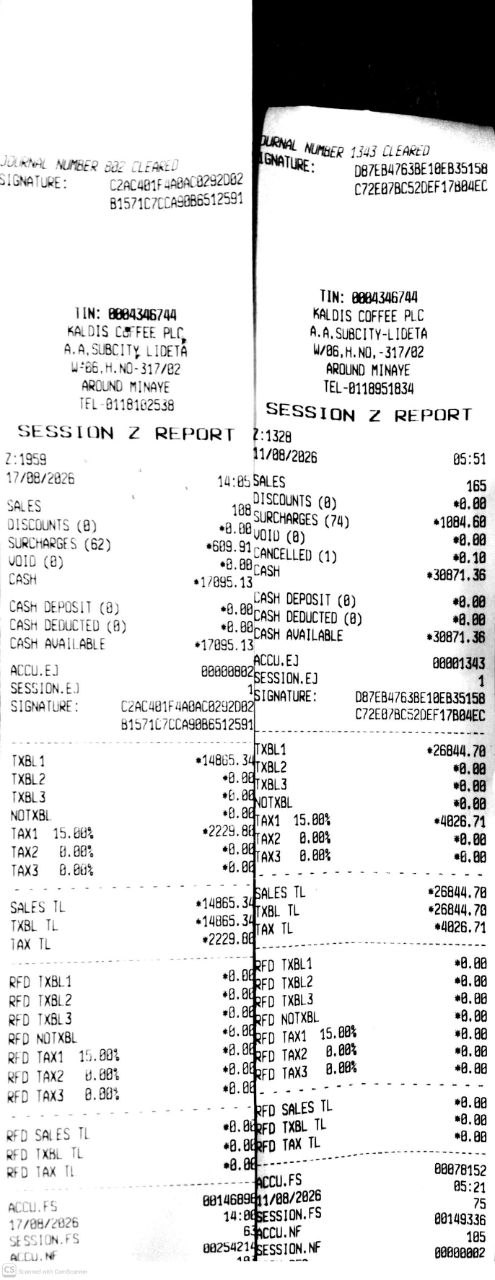 JOURNAL NUMBER 802 CLEARED
SIGNATURE: C2AC401F4A0AC0292D02
B1571C7CCA90B6512591
TIN: 0004346744
KALDIS COFFEE PLC
A.A,SUBCITY LIDETA
W-06,H.NO-317/02
AROUND MINAYE
TEL-0118102538
SESSION Z REPORT
Z:1959
17/08/2026 14:05
SALES 108
DISCOUNTS (0) *0.00
SURCHARGES (62) *609.91
VOID (0) *0.00
CASH *17095.13
CASH DEPOSIT (0) *0.00
CASH DEDUCTED (0) *0.00
CASH AVAILABLE *17095.13
ACCU.EJ 00000802
SESSION.EJ 1
SIGNATURE: C2AC401F4A0AC0292D02
B1571C7CCA90B6512591
TXBL1 *14865.34
TXBL2 *0.00
TXBL3 *0.00
NOTXBL *0.00
TAX1 15.00% *2229.80
TAX2 0.00% *0.00
TAX3 0.00% *0.00
SALES TL *14865.34
TXBL TL *14865.34
TAX TL *2229.80
RFD TXBL1 *0.00
RFD TXBL2 *0.00
RFD TXBL3 *0.00
RFD NOTXBL *0.00
RFD TAX1 15.00% *0.00
RFD TAX2 0.00% *0.00
RFD TAX3 0.00% *0.00
RFD SALES TL *0.00
RFD TXBL TL *0.00
RFD TAX TL *0.00
ACCU.FS 00146896
17/08/2026 14:00
SESSION.FS 63
ACCU.NF 00254214
JOURNAL NUMBER 1343 CLEARED
SIGNATURE: D87EB4763BE10EB35158
C72E07BC52DEF17B04EC
TIN: 0004346744
KALDIS COFFEE PLC
A.A,SUBCITY-LIDETA
W/06,H.NO,-317/02
AROUND MINAYE
TEL-0118951834
SESSION Z REPORT
Z:1328
11/08/2026 05:51
SALES 165
DISCOUNTS (0) *0.00
SURCHARGES (74) *1084.60
VOID (0) *0.00
CANCELLED (1) *0.10
CASH *30871.36
CASH DEPOSIT (0) *0.00
CASH DEDUCTED (0) *0.00
CASH AVAILABLE *30871.36
ACCU.EJ 00001343
SESSION.EJ 1
SIGNATURE: D87EB4763BE10EB35158
C72E07BC52DEF17B04EC
TXBL1 *26844.70
TXBL2 *0.00
TXBL3 *0.00
NOTXBL *0.00
TAX1 15.00% *4026.71
TAX2 0.00% *0.00
TAX3 0.00% *0.00
SALES TL *26844.70
TXBL TL *26844.70
TAX TL *4026.71
RFD TXBL1 *0.00
RFD TXBL2 *0.00
RFD TXBL3 *0.00
RFD NOTXBL *0.00
RFD TAX1 15.00% *0.00
RFD TAX2 0.00% *0.00
RFD TAX3 0.00% *0.00
RFD SALES TL *0.00
RFD TXBL TL *0.00
RFD TAX TL *0.00
ACCU.FS 00078152
11/08/2026 05:21
SESSION.FS 75
ACCU.NF 00149336
SESSION.NF 105
00000002
CS Scanned with CamScanner